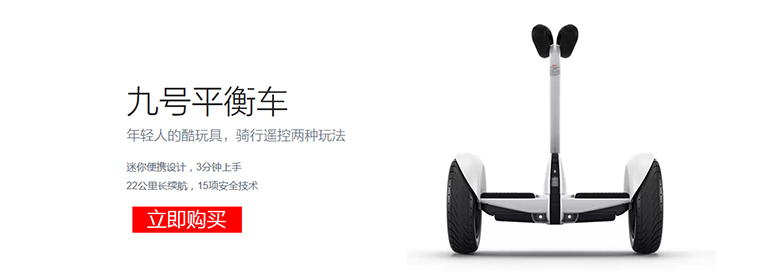 九号平衡车
年轻人的酷玩具，骑行遥控两种玩法
迷你便携设计，3分钟上手
22公里长续航，15项安全技术
立即购买